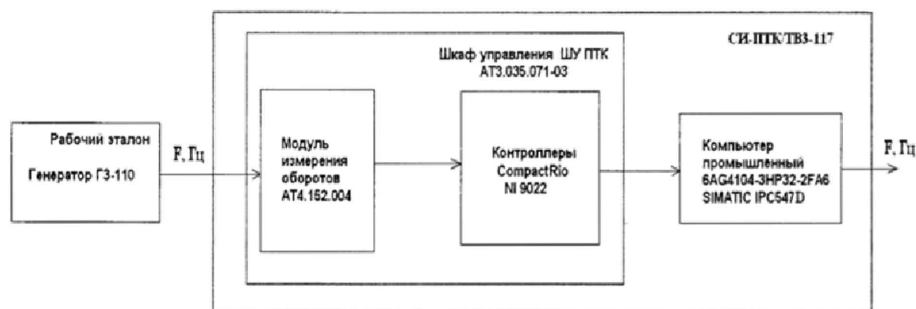 СИ-ПТК/ТВ3-117
Шкаф управления ШУ ПТК
АТ3.035.071-03
Рабочий эталон
Генератор Г3-110
F, Гц
Модуль
измерения
оборотов
АТ4.152.004
Контроллеры
CompactRio
NI 9022
Компьютер
промышленный
6AG4104-3HP32-2FA6
SIMATIC IPC547D
F, Гц